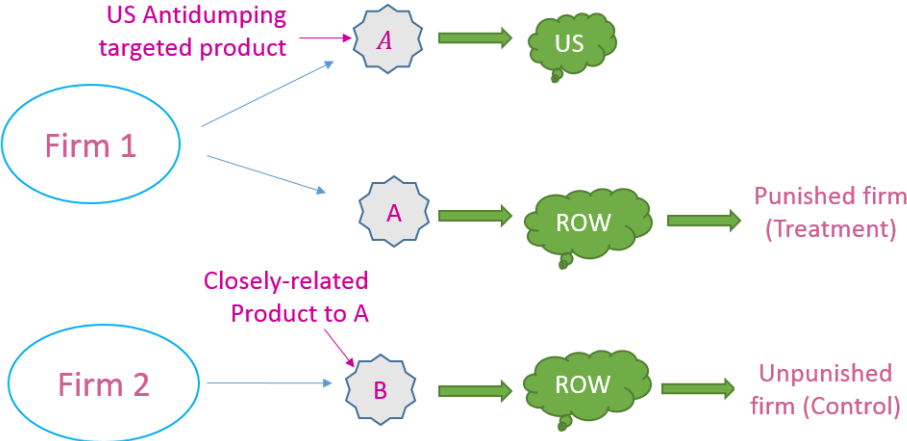 US Antidumping
targeted product
A
US
Firm 1
A
ROW
Punished firm
(Treatment)
Closely-related
Product to A
Firm 2
B
ROW
Unpunished
firm (Control)